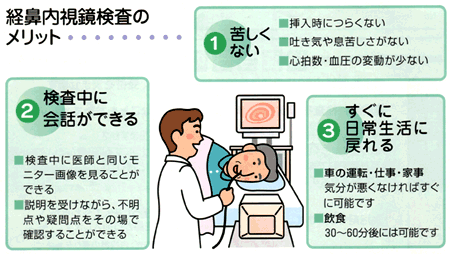 経鼻内視鏡検査の
メリット
1 苦しく
ない
■挿入時につらくない
■吐き気や息苦しさがない
■心拍数・血圧の変動が少ない
2 検査中に
会話ができる
■検査中に医師と同じモ
ニター画像を見ることが
できる
■説明を受けながら、不明
点や疑問点をその場で
確認することができる
3 すぐに
日常生活に
戻れる
■車の運転・仕事・家事
気分が悪くなければすぐ
に可能です
■飲食
30〜60分後には可能です